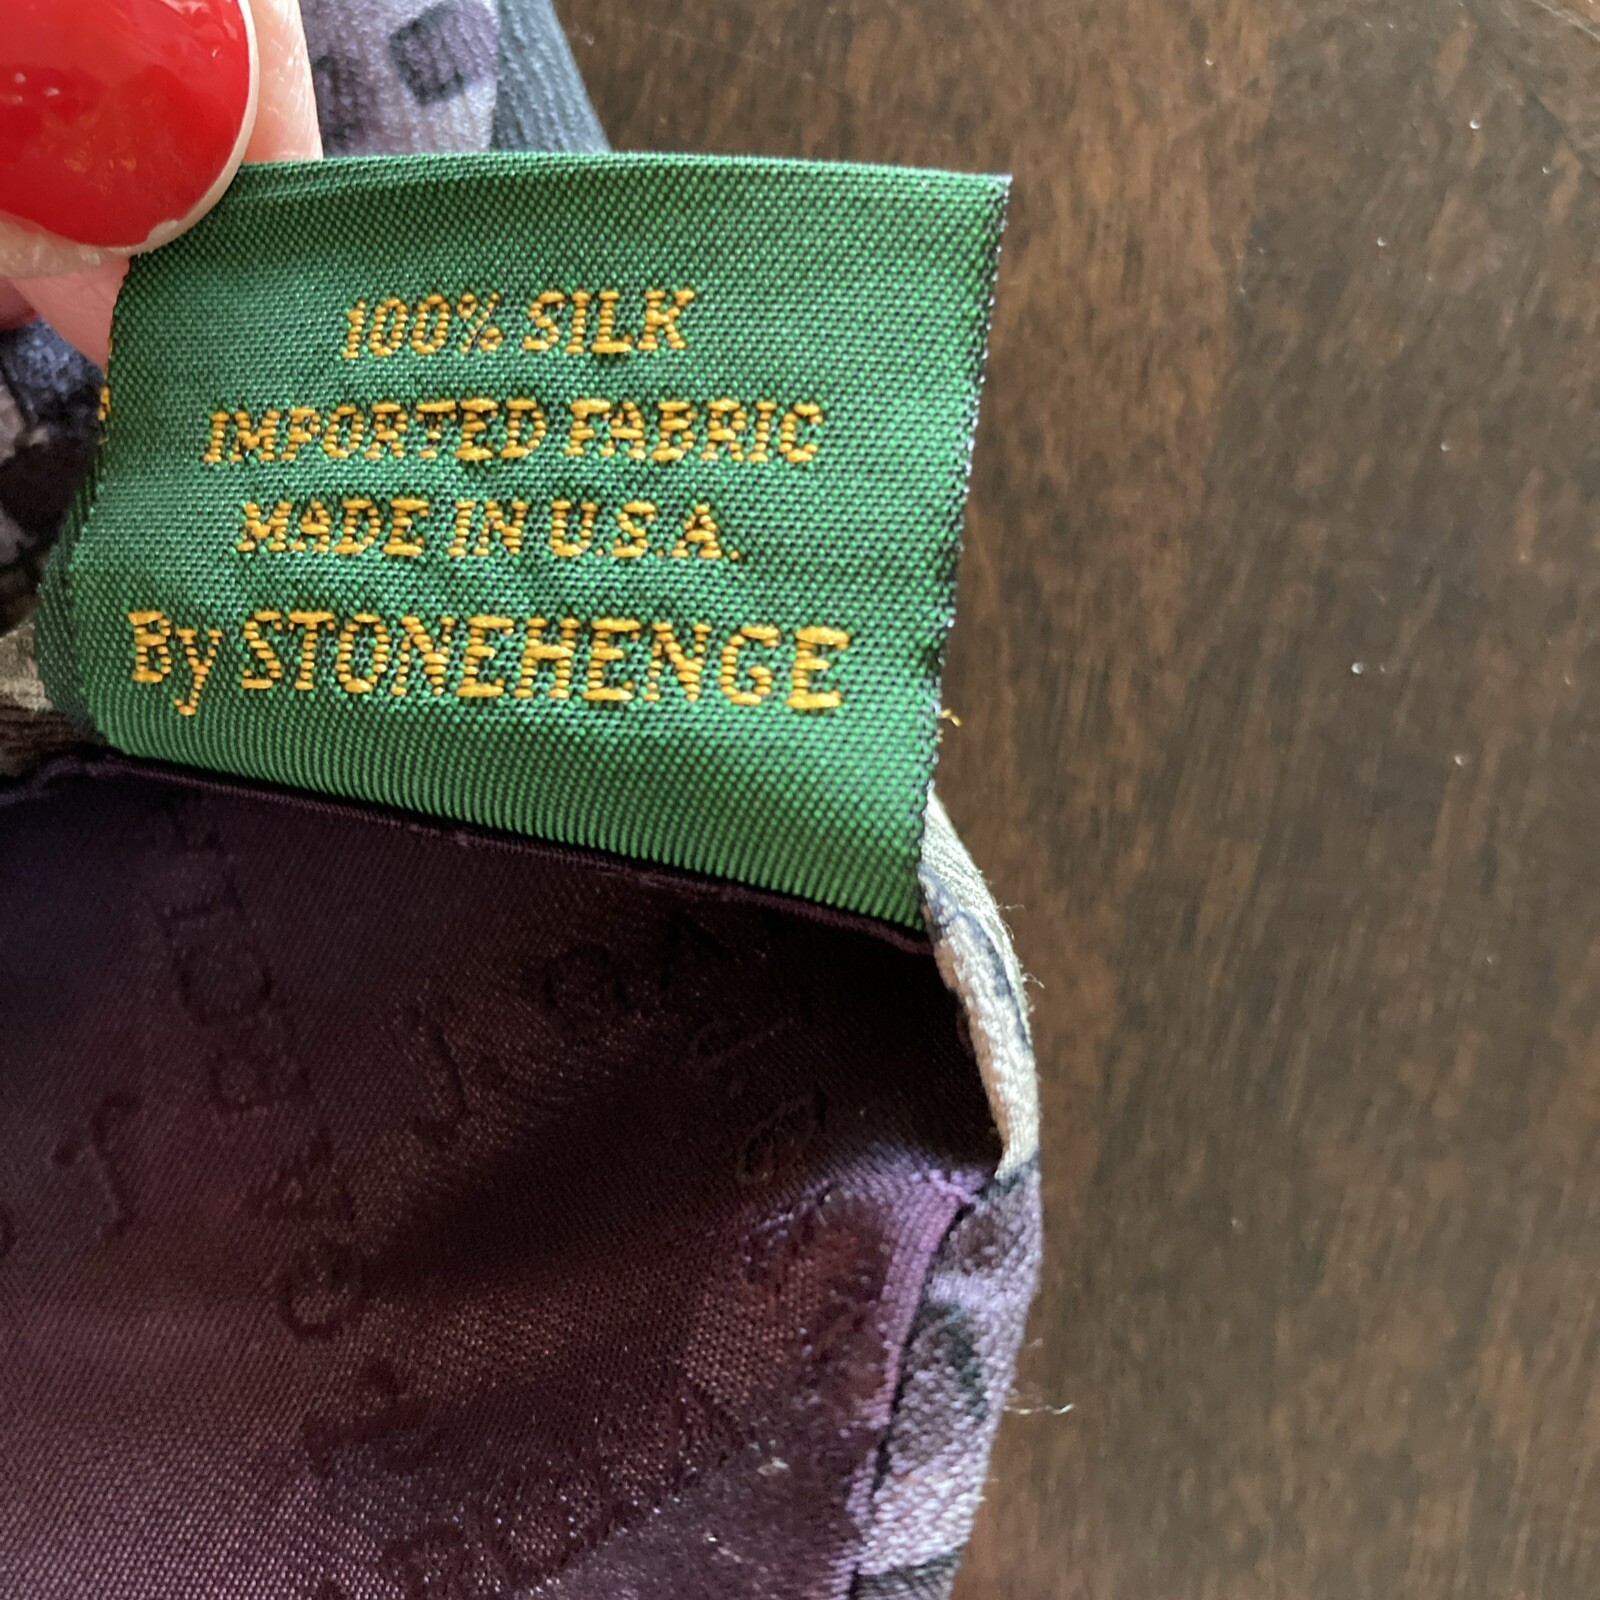 100% SILK
IMPORTED FABRIC
MADE IN U.S.A.
By STONEHENGE